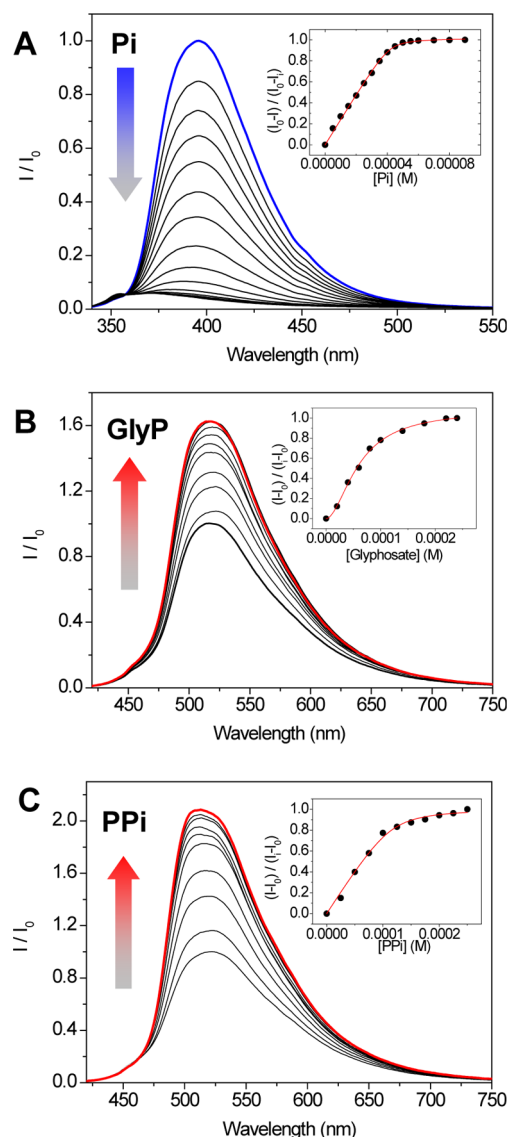 A
Pi
I / I0
1.0
0.8
0.6
0.4
0.2
0.0
350 400 450 500 550
Wavelength (nm)
(I0-I) / (I0-Ii)
1.0
0.8
0.6
0.4
0.2
0.0
0.00000 0.00004 0.00008
[Pi] (M)
B
GlyP
I / I0
1.6
1.2
0.8
0.4
0.0
450 500 550 600 650 700 750
Wavelength (nm)
(I-I0) / (Ii-I0)
1.0
0.8
0.6
0.4
0.2
0.0
0.0000 0.0001 0.0002
[Glyphosate] (M)
C
PPi
I / I0
2.0
1.6
1.2
0.8
0.4
0.0
450 500 550 600 650 700 750
Wavelength (nm)
(I-I0) / (Ii-I0)
1.0
0.8
0.6
0.4
0.2
0.0
0.0000 0.0001 0.0002
[PPi] (M)